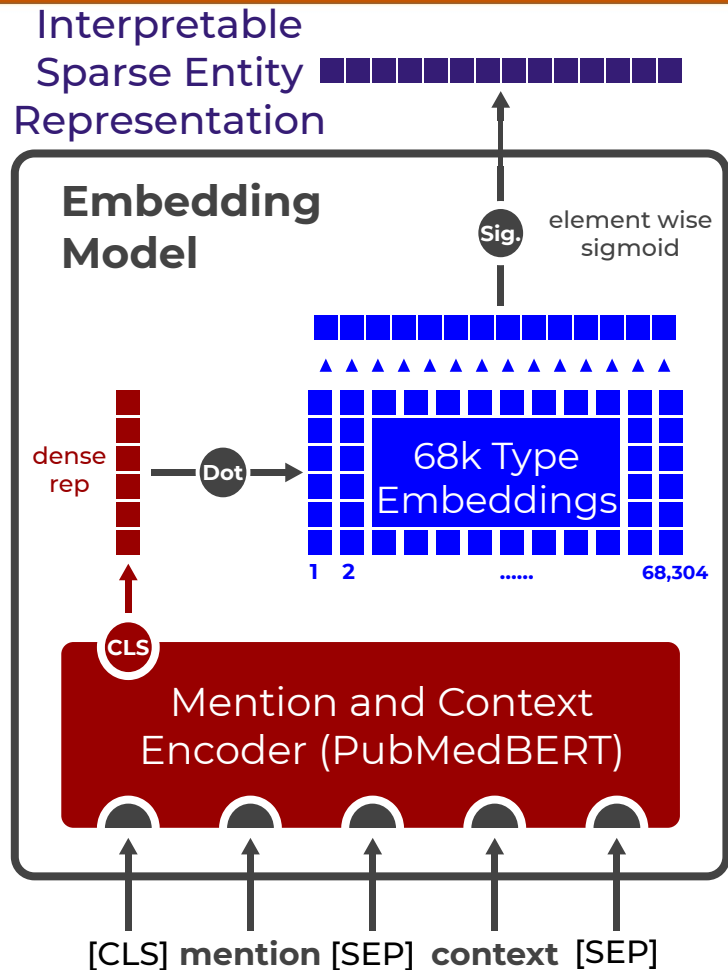 Interpretable
Sparse Entity
Representation
Embedding
Model
Sig.
element wise
sigmoid
dense
rep
Dot
68k Type
Embeddings
1 2 ...... 68,304
CLS
Mention and Context
Encoder (PubMedBERT)
[CLS] mention [SEP] context [SEP]